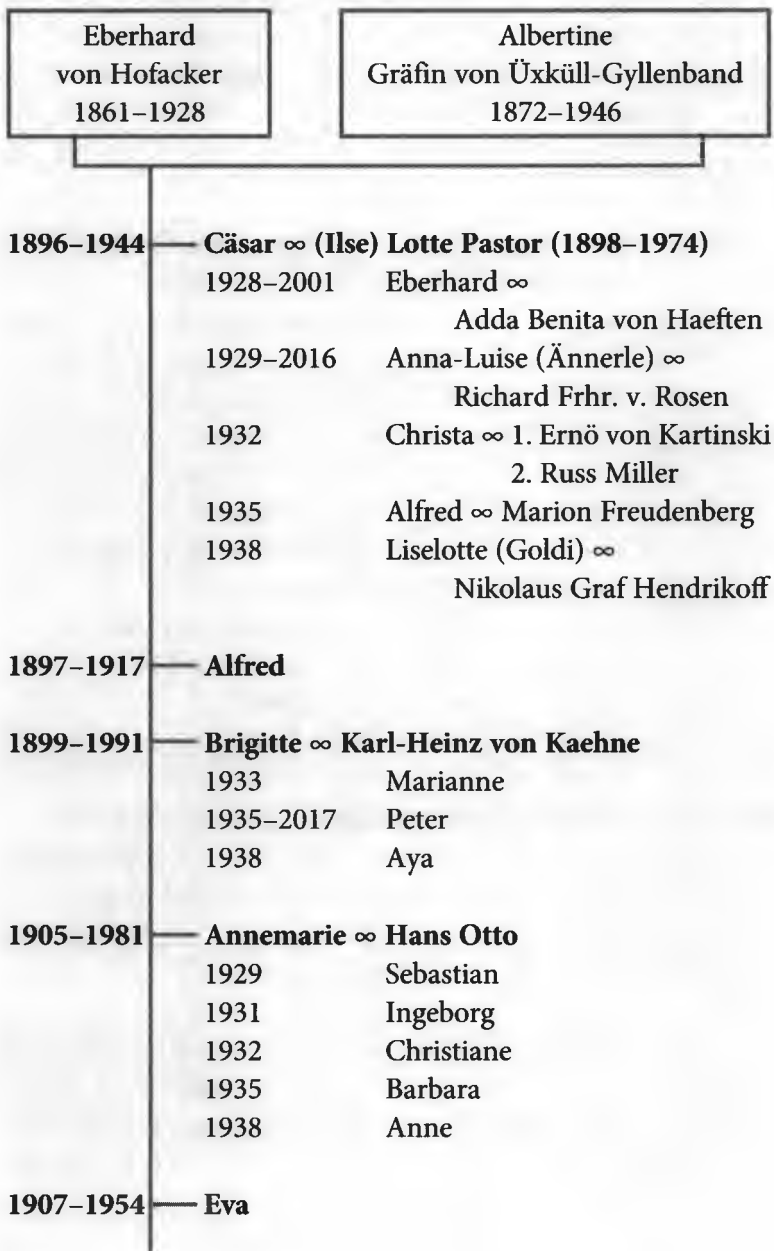 Eberhard
von Hofacker
1861–1928
Albertine
Gräfin von Üxküll-Gyllenband
1872–1946
1896–1944 Cäsar ∞ (Ilse) Lotte Pastor (1898–1974)
1928–2001 Eberhard ∞
Adda Benita von Haeften
1929–2016 Anna-Luise (Ännerle) ∞
Richard Frhr. v. Rosen
1932 Christa ∞ 1. Ernö von Kartinski
2. Russ Miller
1935 Alfred ∞ Marion Freudenberg
1938 Liselotte (Goldi) ∞
Nikolaus Graf Hendrikoff
1897–1917 Alfred
1899–1991 Brigitte ∞ Karl-Heinz von Kaehne
1933 Marianne
1935–2017 Peter
1938 Aya
1905–1981 Annemarie ∞ Hans Otto
1929 Sebastian
1931 Ingeborg
1932 Christiane
1935 Barbara
1938 Anne
1907–1954 Eva